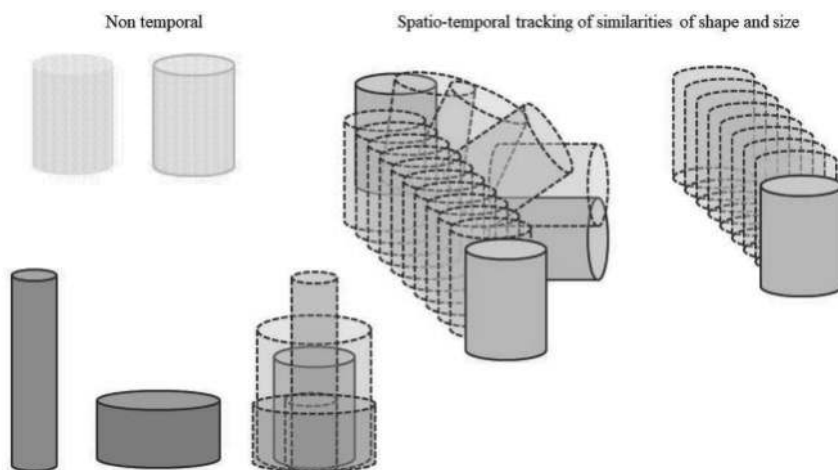 Non temporal
Spatio-temporal tracking of similarities of shape and size